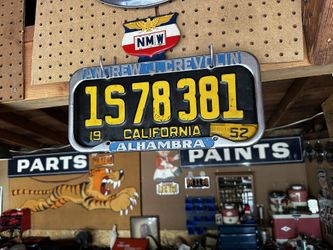 NMW
ANDREW J. CREVOLIN
1S78381
19 CALIFORNIA 52
ALHAMBRA
PARTS PAINTS